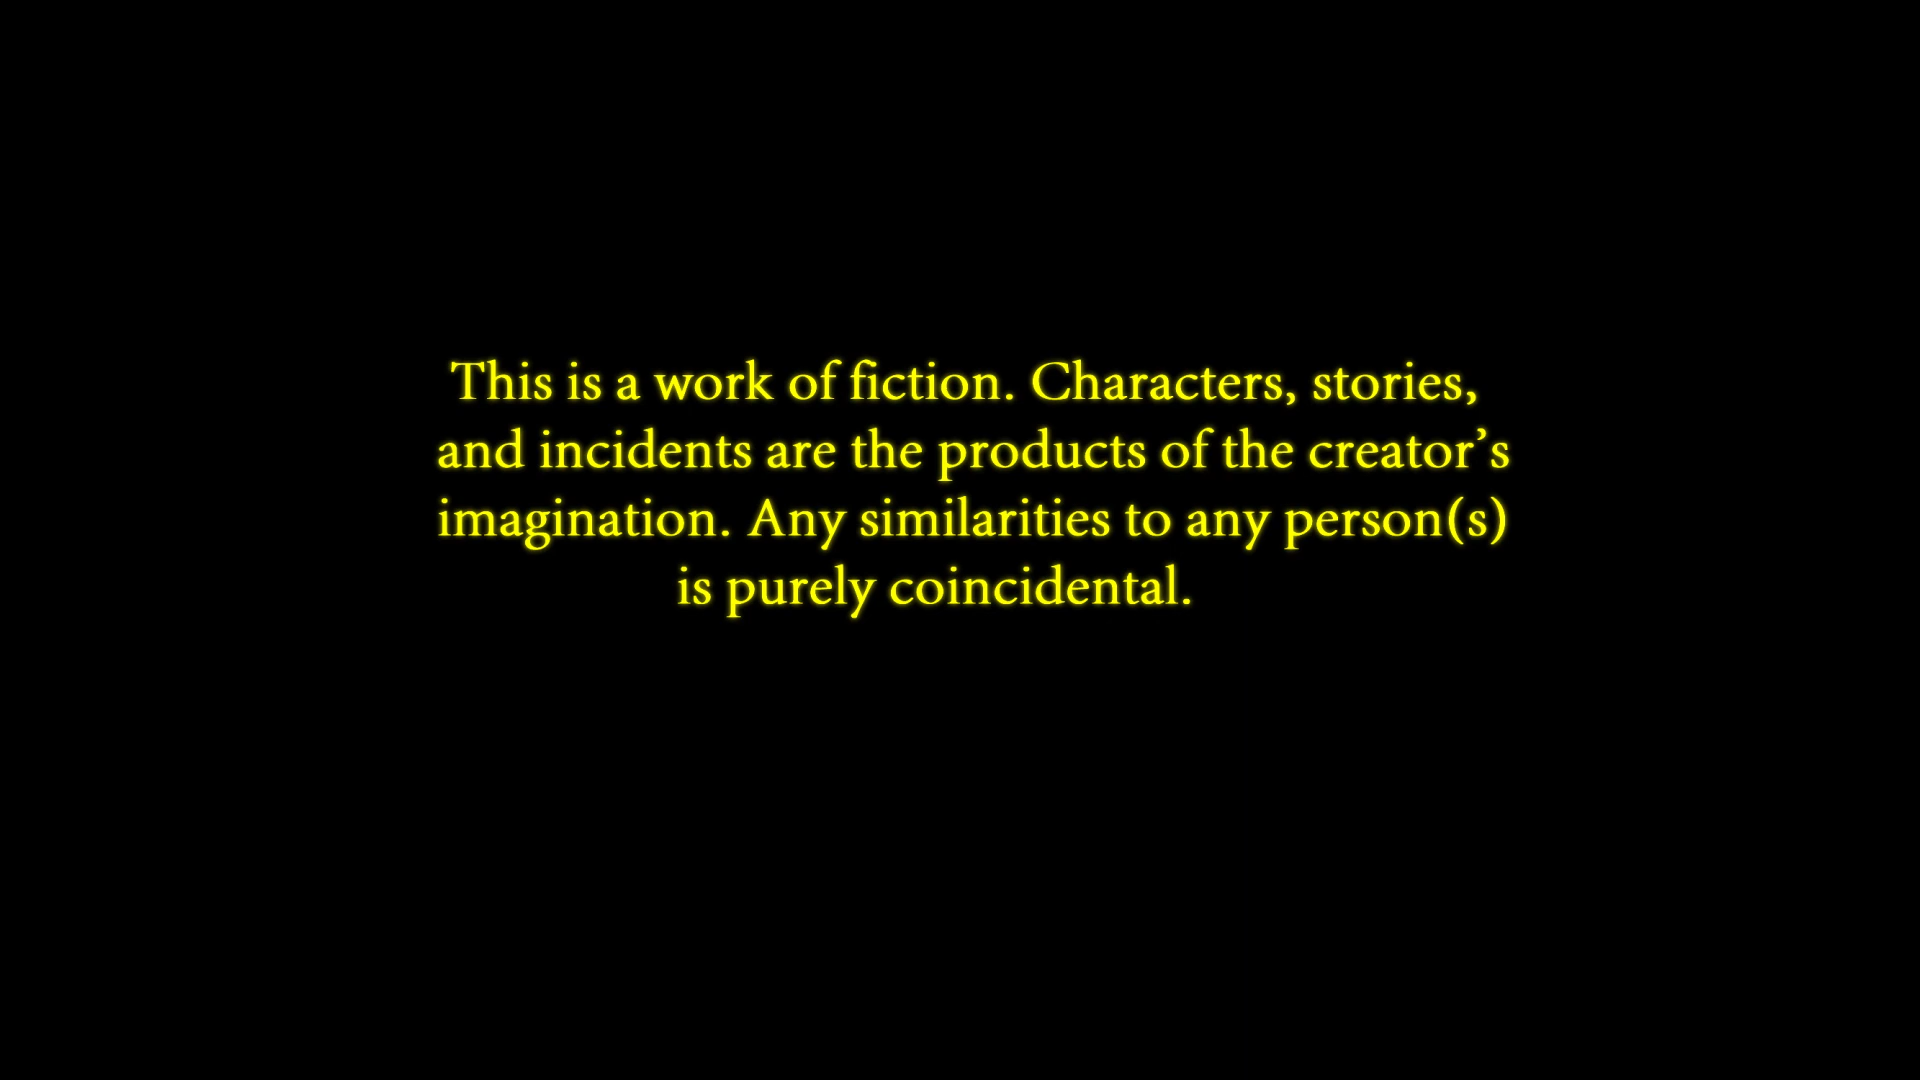 This is a work of fiction. Characters, stories,
and incidents are the products of the creator’s
imagination. Any similarities to any person(s)
is purely coincidental.